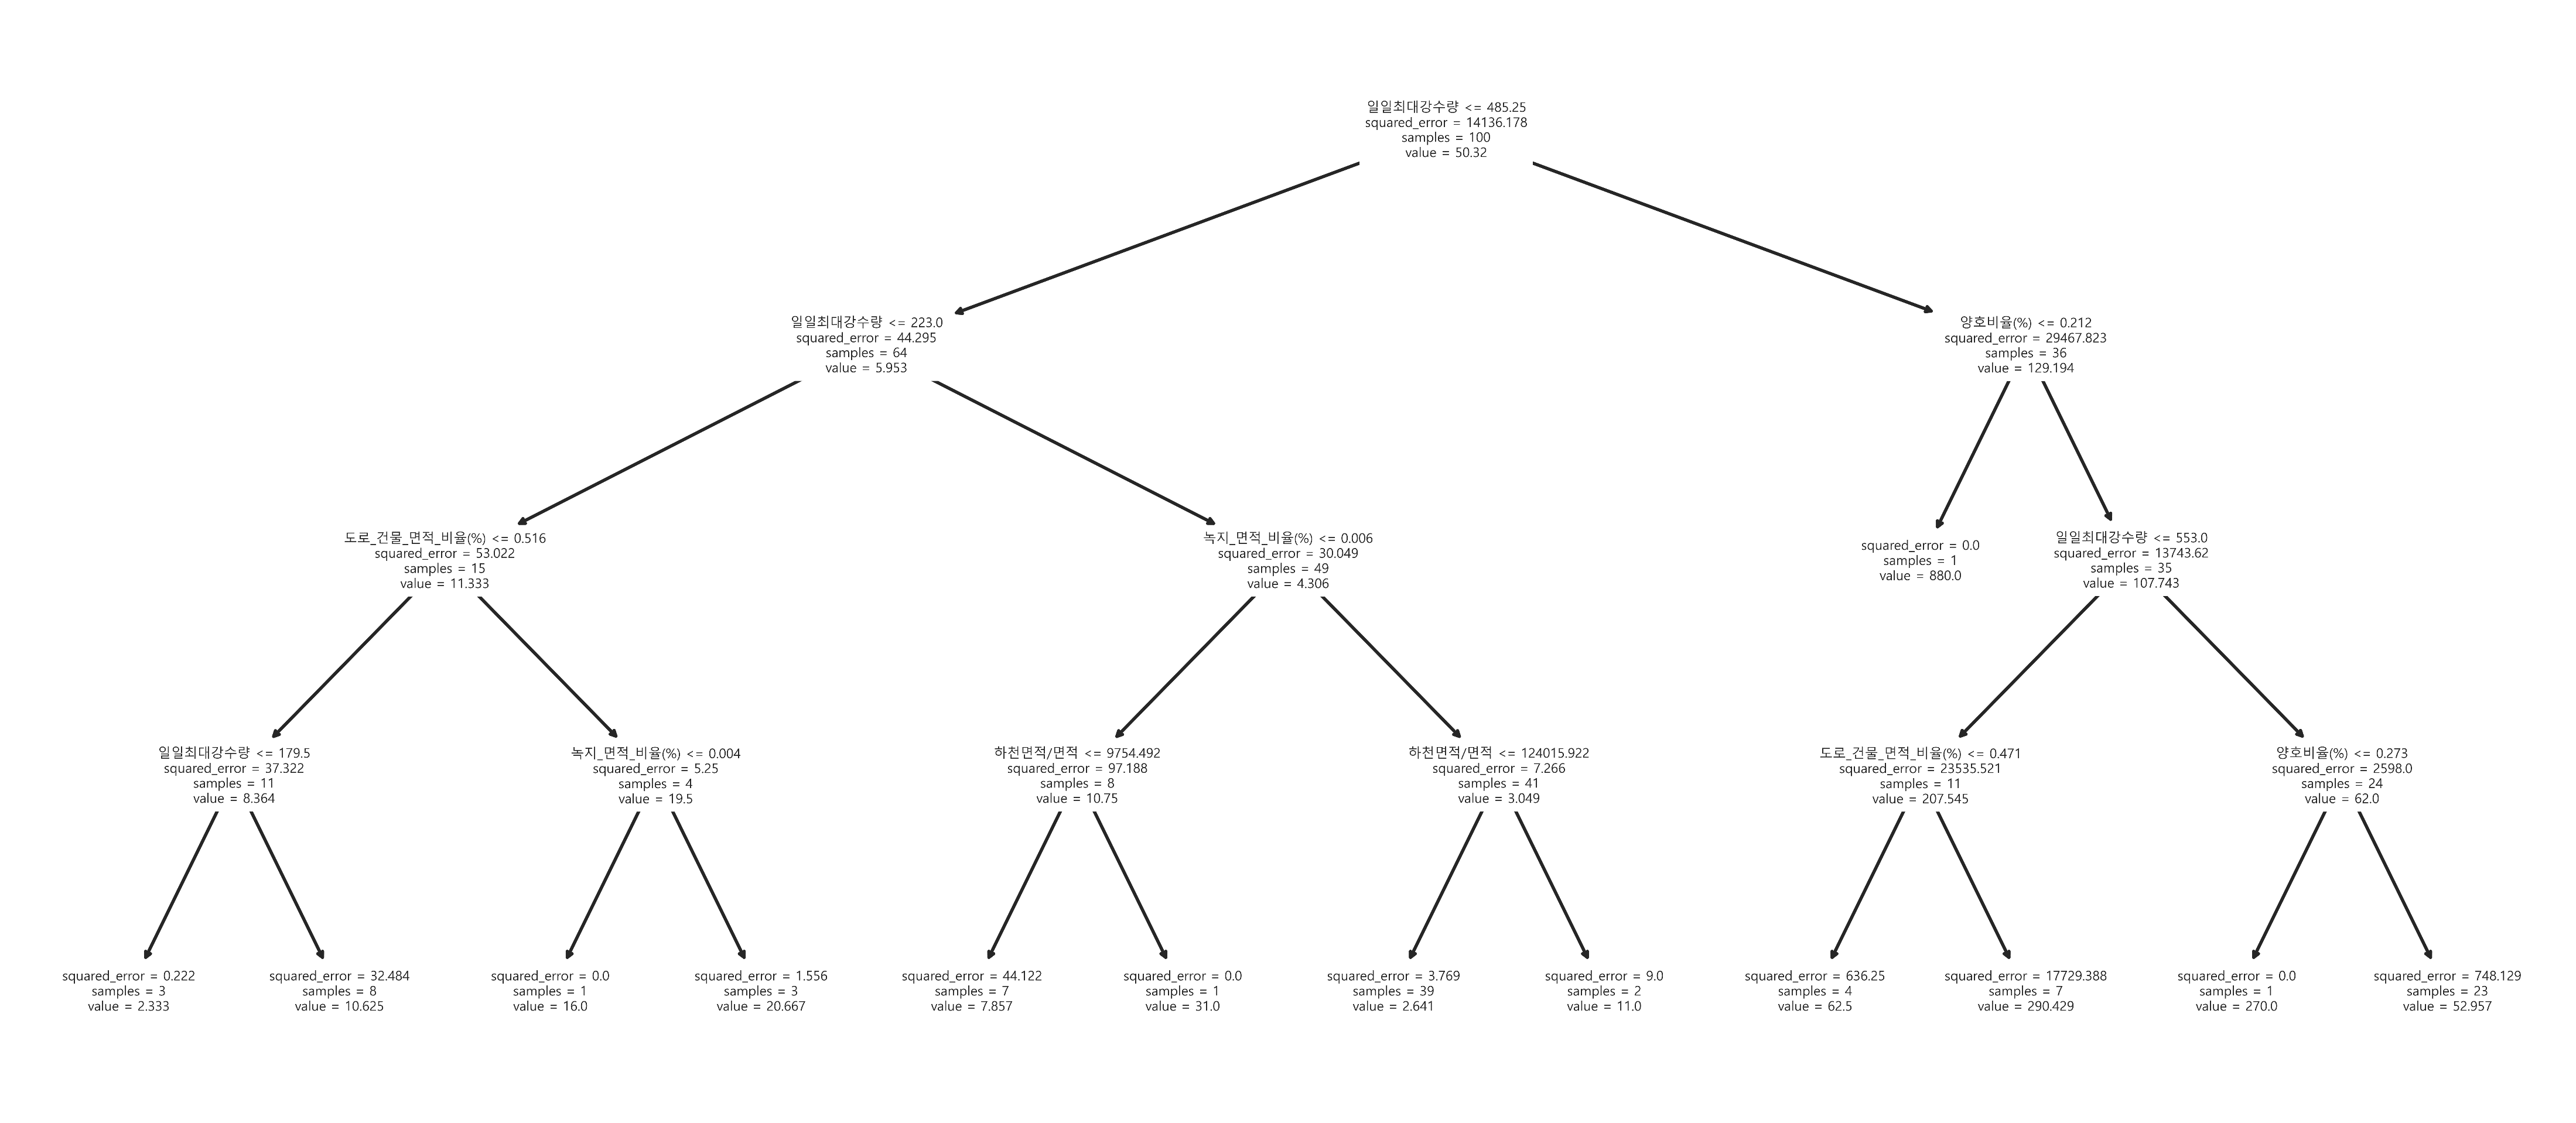 일일최대강수량 <= 485.25
squared_error = 14136.178
samples = 100
value = 50.32
일일최대강수량 <= 223.0
squared_error = 44.295
samples = 64
value = 5.953
양호비율(%) <= 0.212
squared_error = 29467.823
samples = 36
value = 129.194
도로_건물_면적_비율(%) <= 0.516
squared_error = 53.022
samples = 15
value = 11.333
녹지_면적_비율(%) <= 0.006
squared_error = 30.049
samples = 49
value = 4.306
squared_error = 0.0
samples = 1
value = 880.0
일일최대강수량 <= 553.0
squared_error = 13743.62
samples = 35
value = 107.743
일일최대강수량 <= 179.5
squared_error = 37.322
samples = 11
value = 8.364
녹지_면적_비율(%) <= 0.004
squared_error = 5.25
samples = 4
value = 19.5
하천면적/면적 <= 9754.492
squared_error = 97.188
samples = 8
value = 10.75
하천면적/면적 <= 124015.922
squared_error = 7.266
samples = 41
value = 3.049
도로_건물_면적_비율(%) <= 0.471
squared_error = 23535.521
samples = 11
value = 207.545
양호비율(%) <= 0.273
squared_error = 2598.0
samples = 24
value = 62.0
squared_error = 0.222
samples = 3
value = 2.333
squared_error = 32.484
samples = 8
value = 10.625
squared_error = 0.0
samples = 1
value = 16.0
squared_error = 1.556
samples = 3
value = 20.667
squared_error = 44.122
samples = 7
value = 7.857
squared_error = 0.0
samples = 1
value = 31.0
squared_error = 3.769
samples = 39
value = 2.641
squared_error = 9.0
samples = 2
value = 11.0
squared_error = 636.25
samples = 4
value = 62.5
squared_error = 17729.388
samples = 7
value = 290.429
squared_error = 0.0
samples = 1
value = 270.0
squared_error = 748.129
samples = 23
value = 52.957